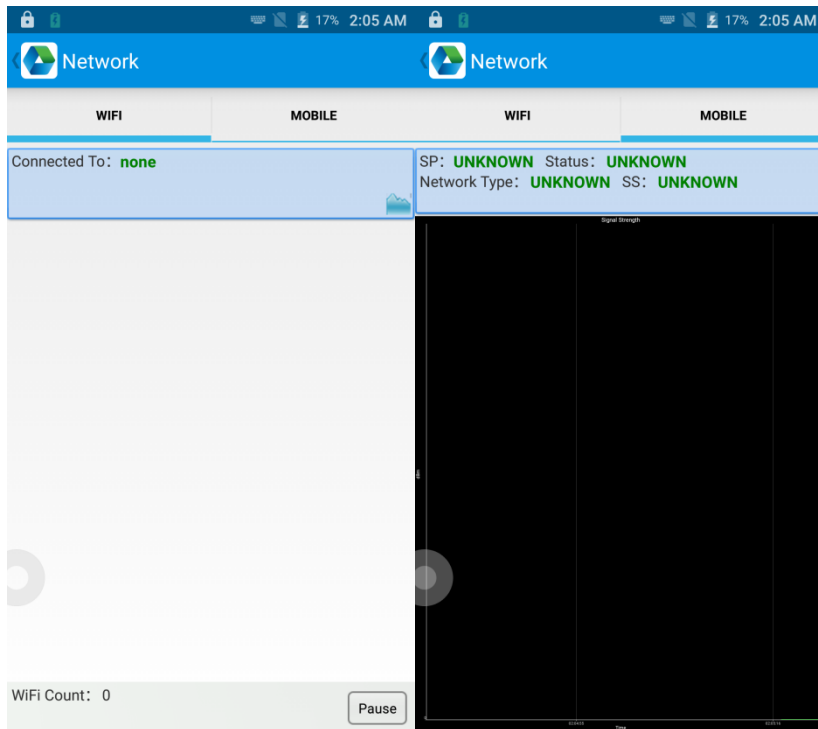 17% 2:05 AM
Network
WIFI MOBILE
Connected To: none
WiFi Count: 0
Pause
17% 2:05 AM
Network
WIFI MOBILE
SP: UNKNOWN Status: UNKNOWN
Network Type: UNKNOWN SS: UNKNOWN
Signal Strength
Time